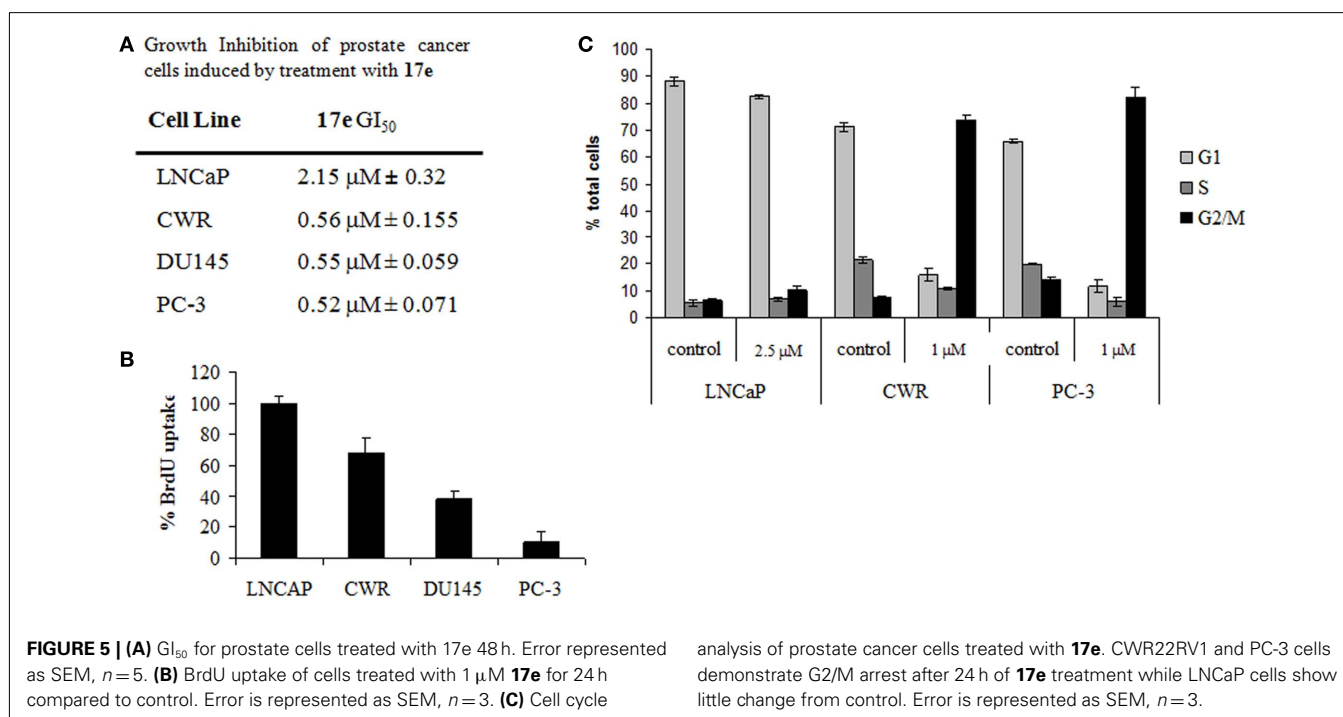 A Growth Inhibition of prostate cancer
cells induced by treatment with 17e
Cell Line 17e GI50
LNCaP 2.15 µM ± 0.32
CWR 0.56 µM ± 0.155
DU145 0.55 µM ± 0.059
PC-3 0.52 µM ± 0.071
B
% BrdU uptake
120
100
80
60
40
20
0
LNCAP CWR DU145 PC-3
C
% total cells
100
90
80
70
60
50
40
30
20
10
0
control 2.5 µM control 1 µM control 1 µM
LNCaP CWR PC-3
G1
S
G2/M
FIGURE 5 | (A) GI50 for prostate cells treated with 17e 48 h. Error represented
as SEM, n = 5. (B) BrdU uptake of cells treated with 1 µM 17e for 24 h
compared to control. Error is represented as SEM, n = 3. (C) Cell cycle
analysis of prostate cancer cells treated with 17e. CWR22RV1 and PC-3 cells
demonstrate G2/M arrest after 24 h of 17e treatment while LNCaP cells show
little change from control. Error is represented as SEM, n = 3.